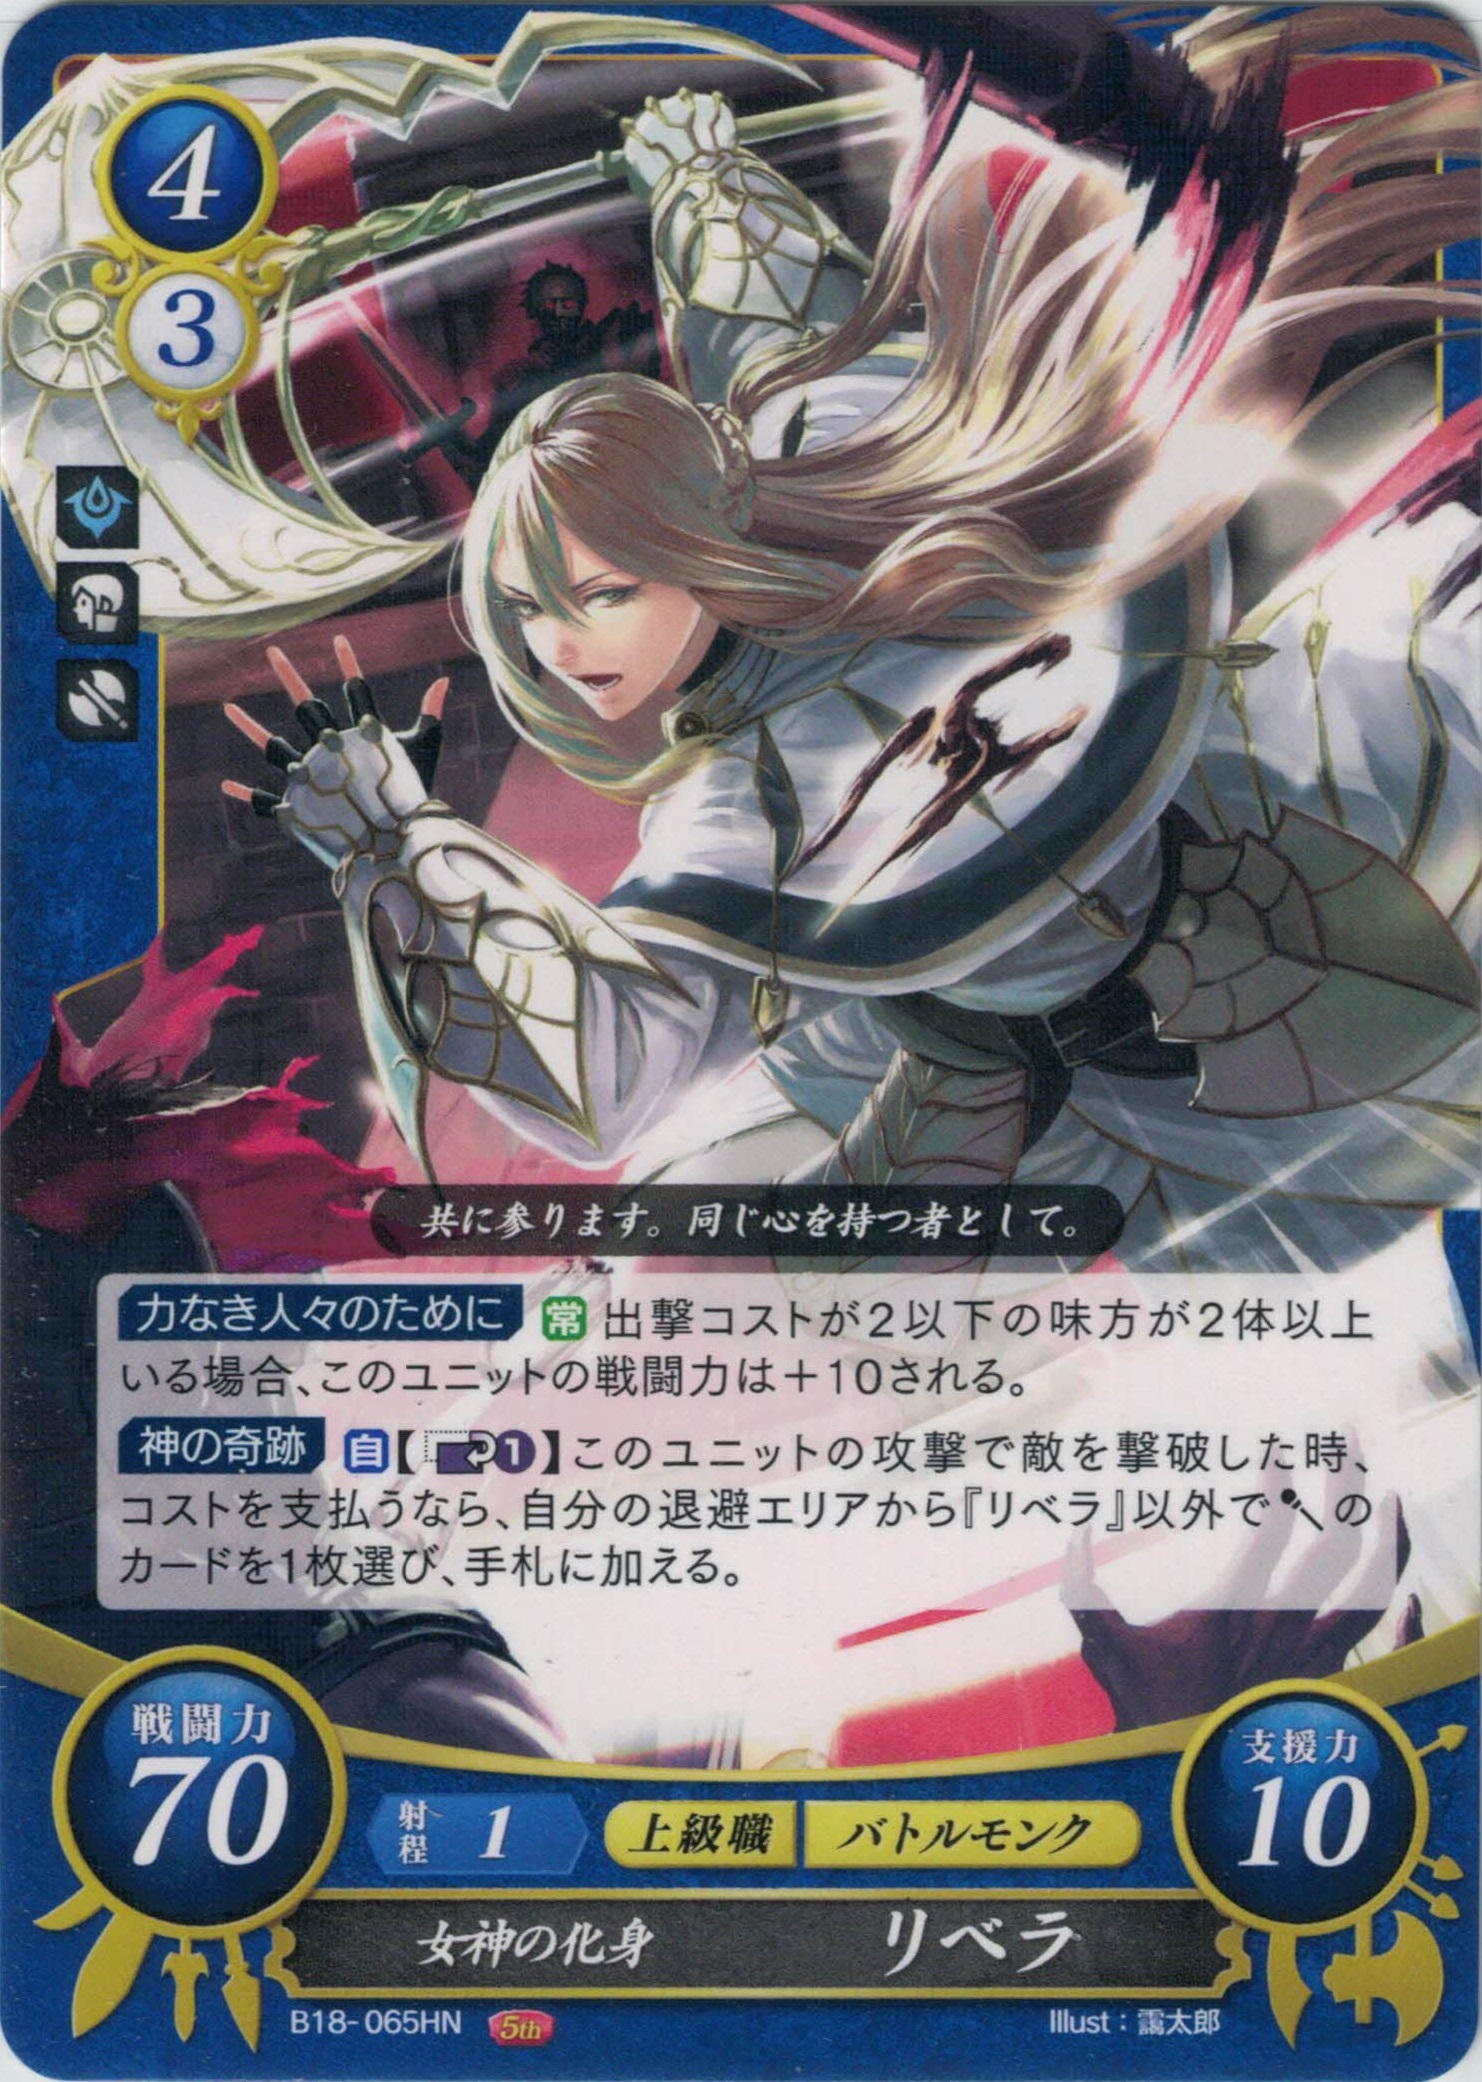 4
3
共に参ります。同じ心を持つ者として。
力なき人々のために 常 出撃コストが2以下の味方が2体以上
いる場合、このユニットの戦闘力は+10される。
神の奇跡 自【1】このユニットの攻撃で敵を撃破した時、
コストを支払うなら、自分の退避エリアから『リベラ』以外で の
カードを1枚選び、手札に加える。
戦闘力
70
射程 1
上級職 バトルモンク
支援力
10
女神の化身 リベラ
B18-065HN 5th
Illust：霭太郎